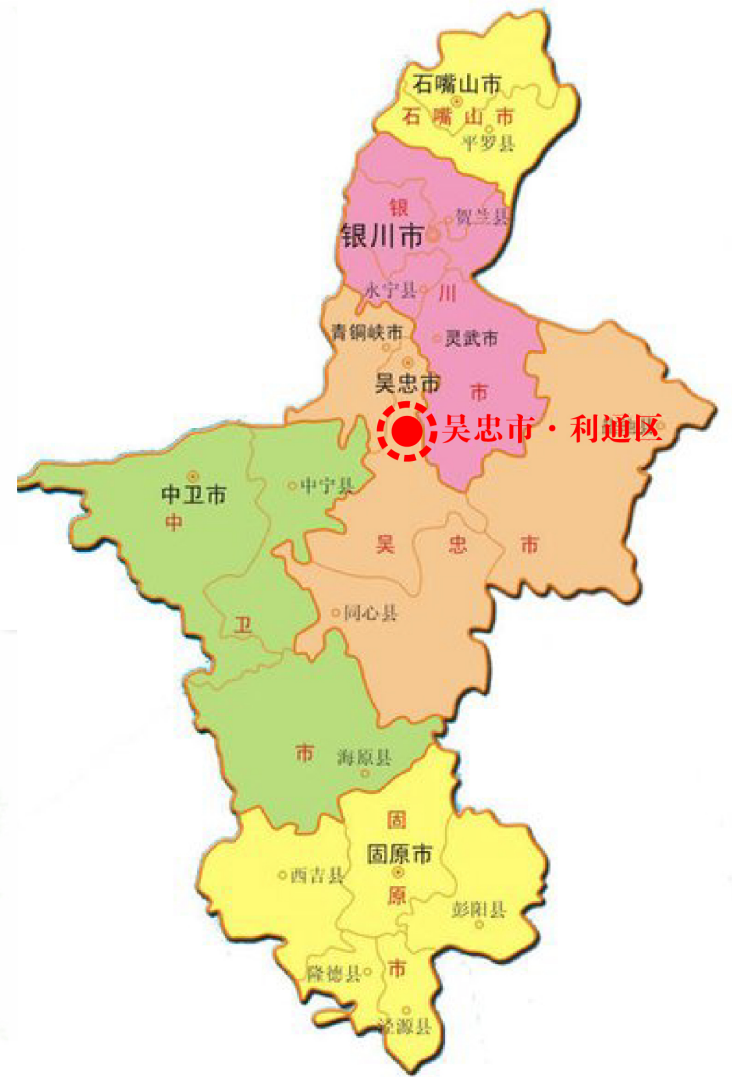 石嘴山市
石嘴山市
平罗县
银
贺兰县
银川市
永宁县
川
青铜峡市
灵武市
吴忠市
市
吴忠市·利通区
中卫市
中宁县
中
吴忠市
同心县
卫
市
海原县
固
固原市
西吉县
原
彭阳县
隆德县
市
泾源县